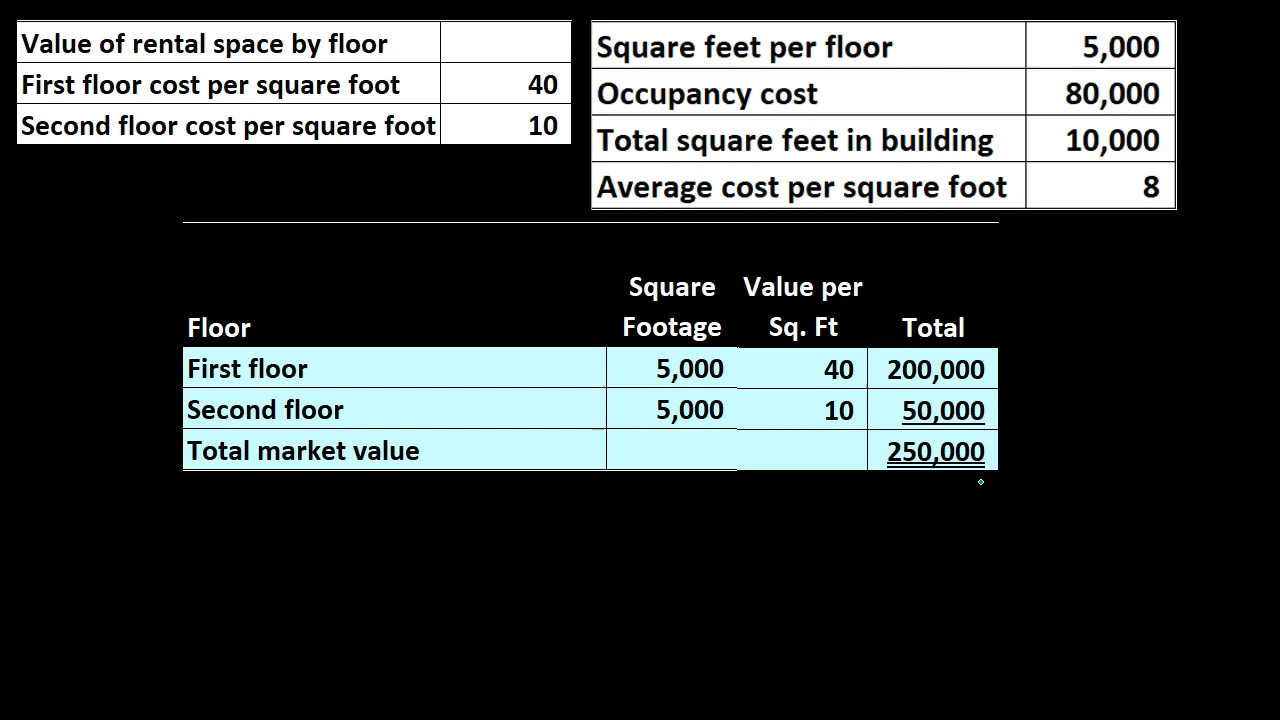 Value of rental space by floor
First floor cost per square foot 40
Second floor cost per square foot 10
Square feet per floor 5,000
Occupancy cost 80,000
Total square feet in building 10,000
Average cost per square foot 8
Square Value per
Floor Footage Sq. Ft Total
First floor 5,000 40 200,000
Second floor 5,000 10 50,000
Total market value 250,000